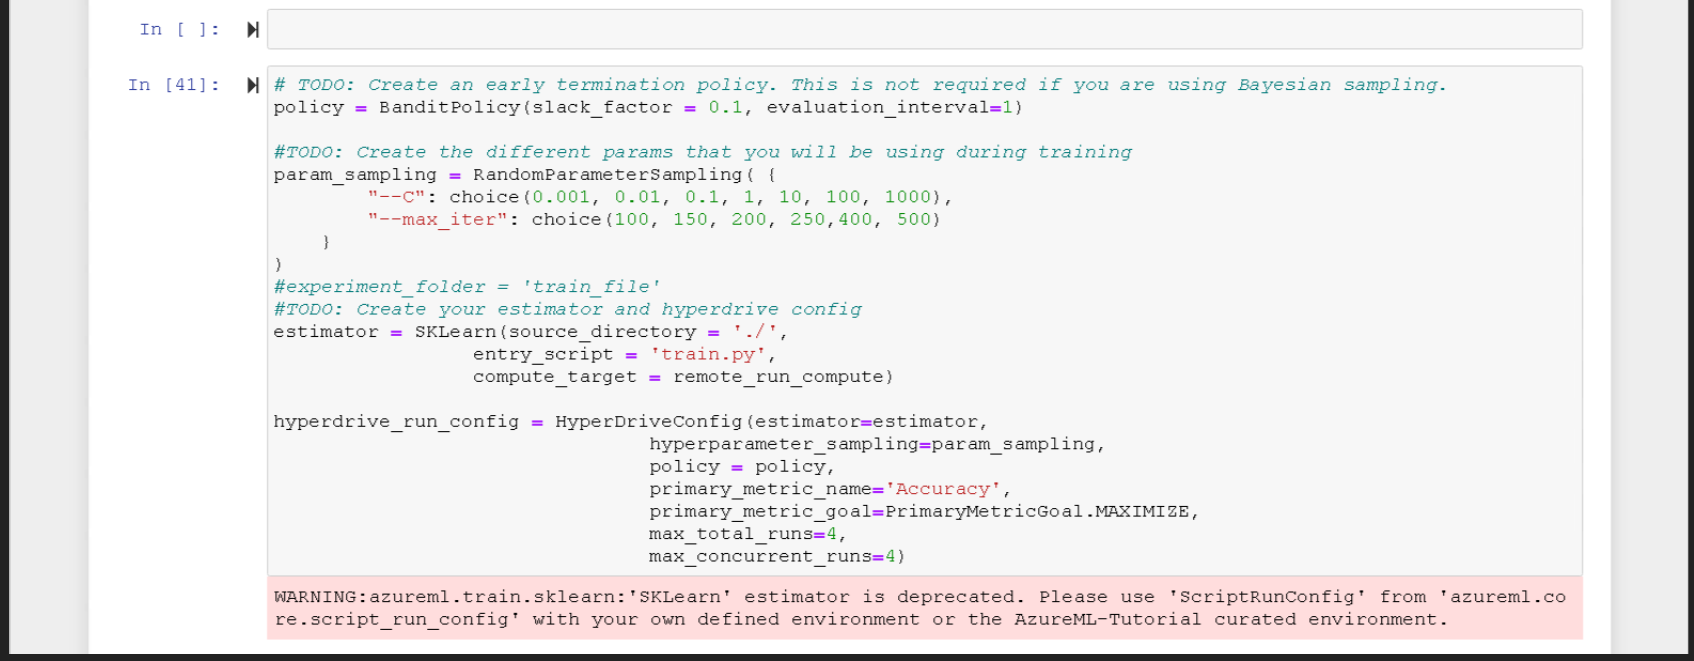 In [ ]:
In [41]:
# TODO: Create an early termination policy. This is not required if you are using Bayesian sampling.
policy = BanditPolicy(slack_factor = 0.1, evaluation_interval=1)
#TODO: Create the different params that you will be using during training
param_sampling = RandomParameterSampling( {
"--C": choice(0.001, 0.01, 0.1, 1, 10, 100, 1000),
"--max_iter": choice(100, 150, 200, 250,400, 500)
}
)
#experiment_folder = 'train_file'
#TODO: Create your estimator and hyperdrive config
estimator = SKLearn(source_directory = './',
entry_script = 'train.py',
compute_target = remote_run_compute)
hyperdrive_run_config = HyperDriveConfig(estimator=estimator,
hyperparameter_sampling=param_sampling,
policy = policy,
primary_metric_name='Accuracy',
primary_metric_goal=PrimaryMetricGoal.MAXIMIZE,
max_total_runs=4,
max_concurrent_runs=4)
WARNING:azureml.train.sklearn:'SKLearn' estimator is deprecated. Please use 'ScriptRunConfig' from 'azureml.co
re.script_run_config' with your own defined environment or the AzureML-Tutorial curated environment.